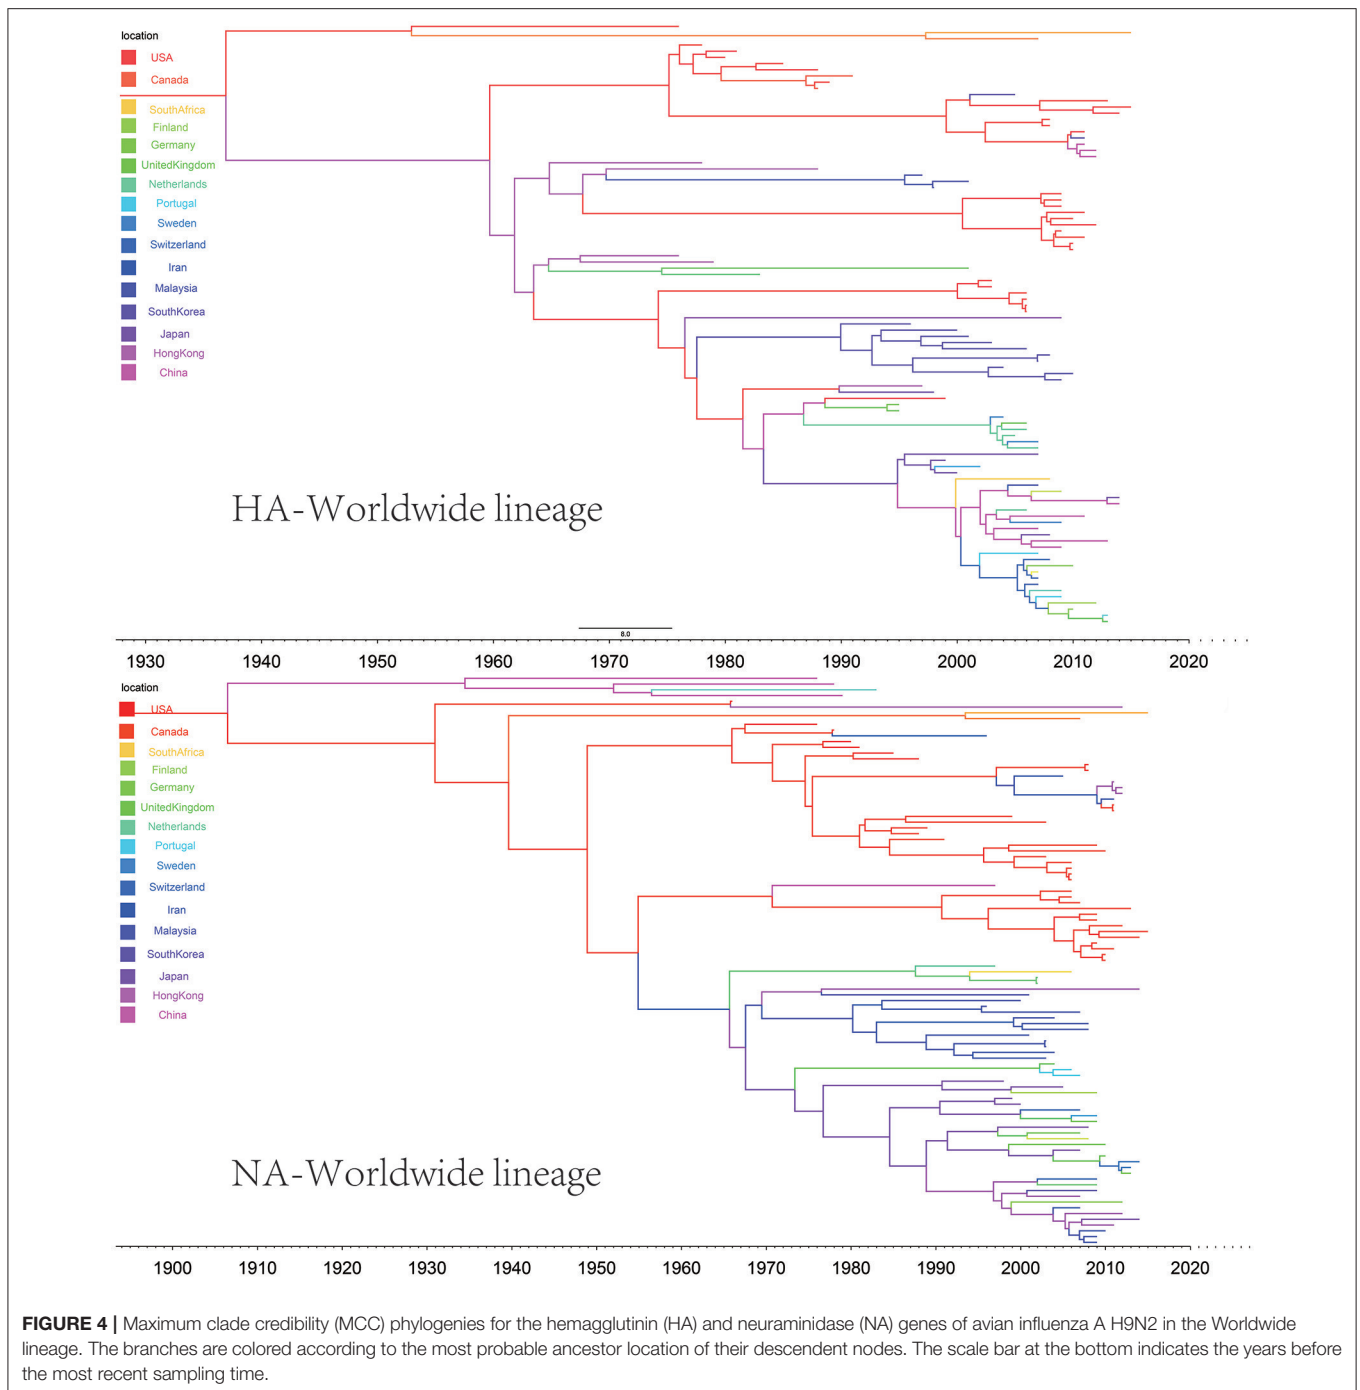 location
USA
Canada
SouthAfrica
Finland
Germany
UnitedKingdom
Netherlands
Portugal
Sweden
Switzerland
Iran
Malaysia
SouthKorea
Japan
HongKong
China
HA-Worldwide lineage
8.0
1930 1940 1950 1960 1970 1980 1990 2000 2010 2020
location
USA
Canada
SouthAfrica
Finland
Germany
UnitedKingdom
Netherlands
Portugal
Sweden
Switzerland
Iran
Malaysia
SouthKorea
Japan
HongKong
China
NA-Worldwide lineage
1900 1910 1920 1930 1940 1950 1960 1970 1980 1990 2000 2010 2020
FIGURE 4 | Maximum clade credibility (MCC) phylogenies for the hemagglutinin (HA) and neuraminidase (NA) genes of avian influenza A H9N2 in the Worldwide
lineage. The branches are colored according to the most probable ancestor location of their descendent nodes. The scale bar at the bottom indicates the years before
the most recent sampling time.